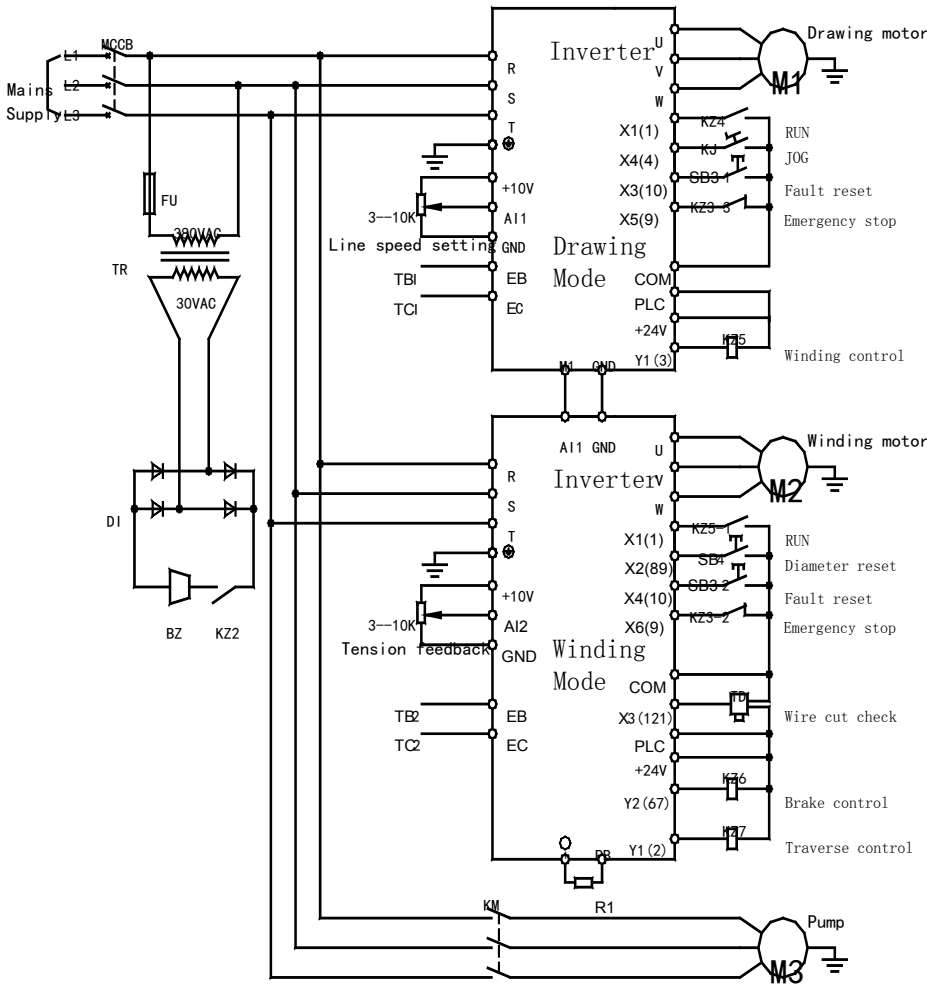 Mains
Supply
L1
L2
L3
MCCB
FU
380VAC
TR
30VAC
DI
BZ
KZ2
Inverter
R
S
T
+10V
AI1
GND
3--10K
Line speed setting
TB1
TC1
EB
EC
Drawing
Mode
U
V
W
Drawing motor
M1
X1(1)
KZ4
RUN
X4(4)
KJ
JOG
X3(10)
SB3-1
Fault reset
X5(9)
KZ3-3
Emergency stop
COM
PLC
+24V
Y1(3)
KZ5
Winding control
M1 GND
AI1 GND
Inverter
R
S
T
+10V
AI2
GND
3--10K
Tension feedback
TB2
TC2
EB
EC
Winding
Mode
U
V
W
Winding motor
M2
X1(1)
KZ5-1
RUN
X2(89)
SB4
Diameter reset
X4(10)
SB3-2
Fault reset
X6(9)
KZ3-2
Emergency stop
COM
X3(121)
Wire cut check
PLC
+24V
Y2(67)
KZ6
Brake control
Y1(2)
KZ7
Traverse control
R1
KM
Pump
M3